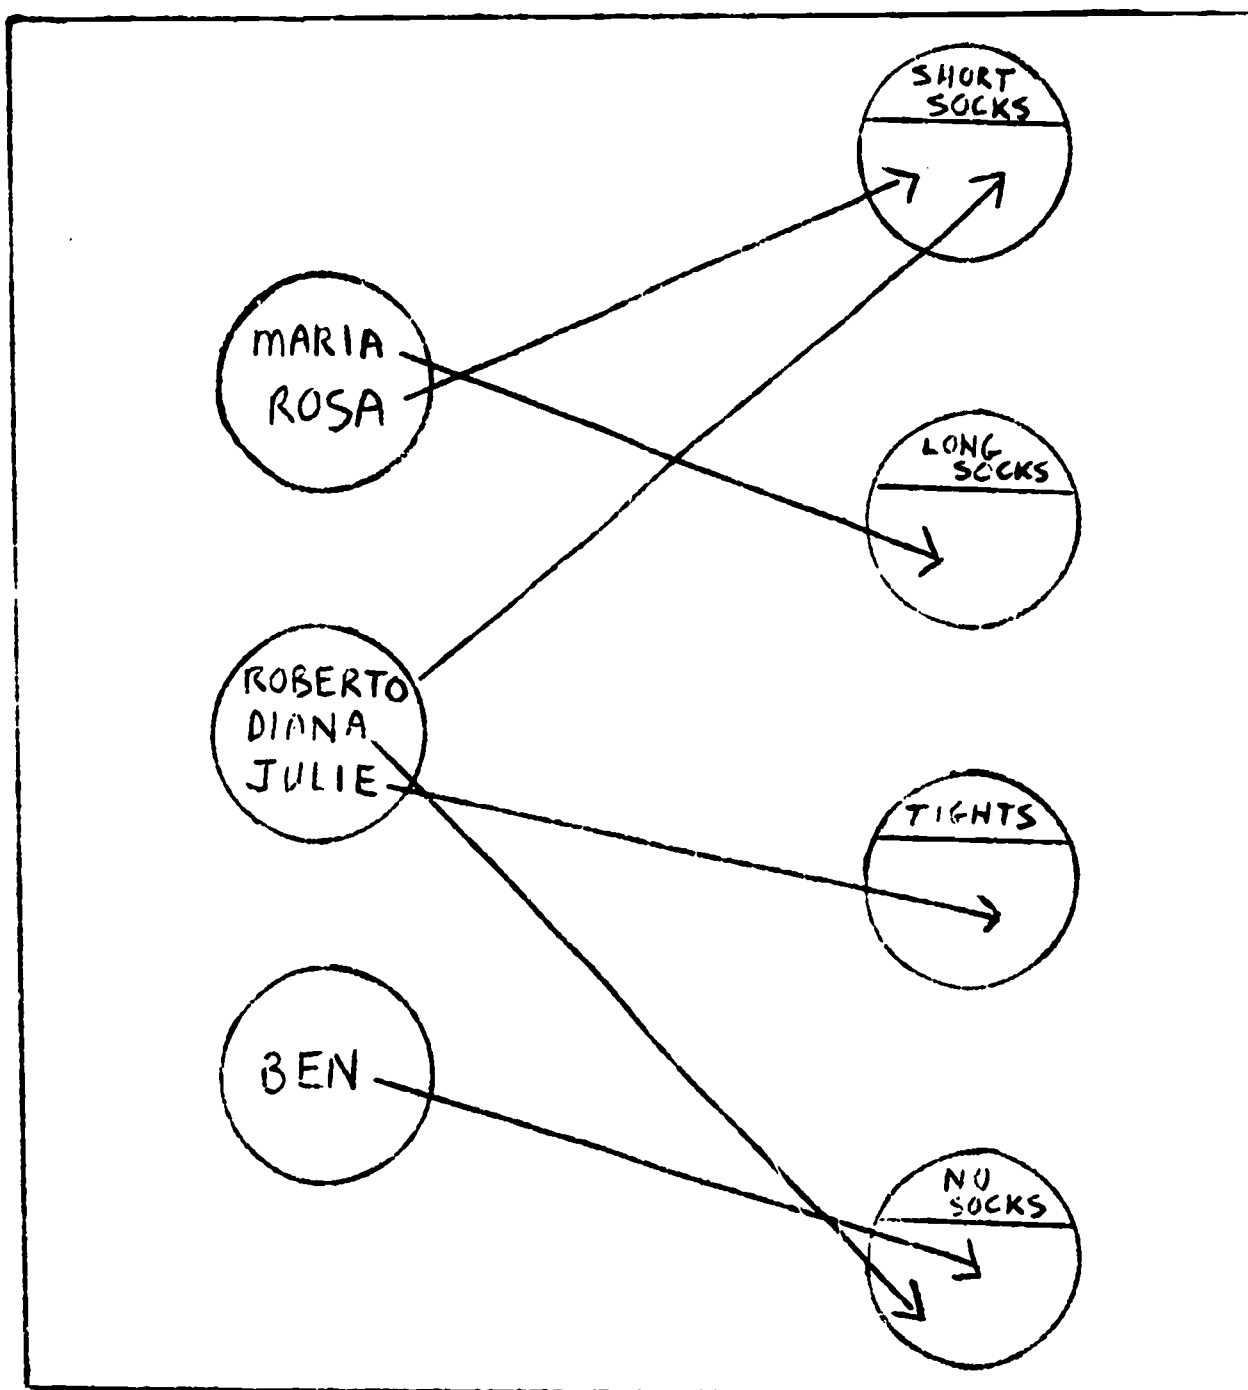 SHORT
SOCKS
MARIA
ROSA
LONG
SOCKS
ROBERTO
DIANA
JULIE
TIGHTS
BEN
NO
SOCKS